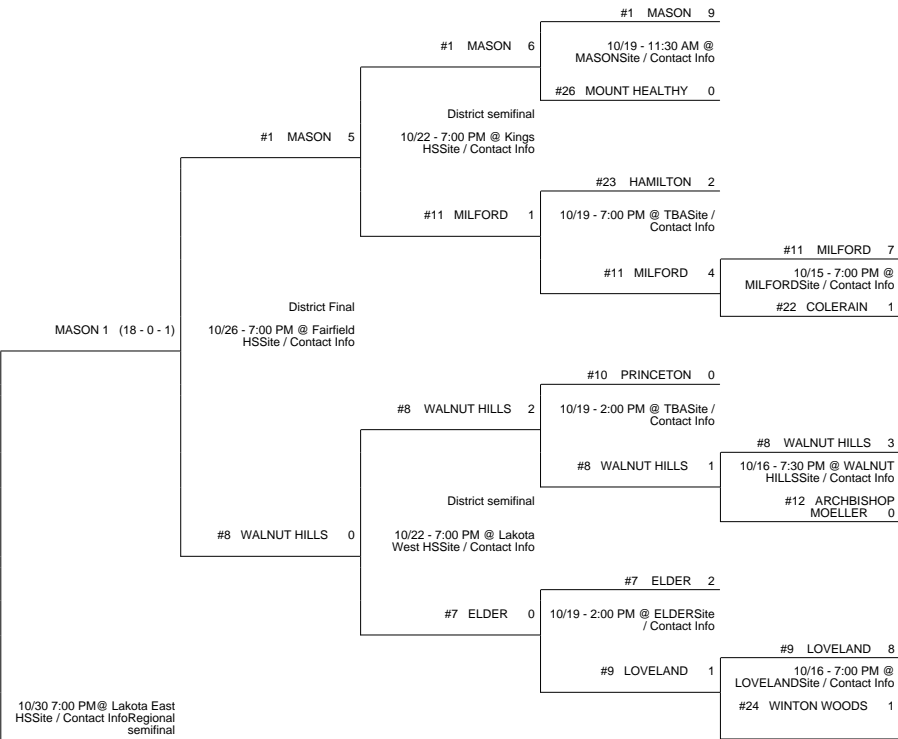 #1 MASON 9
#1 MASON 6
10/19 - 11:30 AM @
MASONSite / Contact Info
#26 MOUNT HEALTHY 0
District semifinal
#1 MASON 5
10/22 - 7:00 PM @ Kings
HSSite / Contact Info
#23 HAMILTON 2
#11 MILFORD 1
10/19 - 7:00 PM @ TBASite /
Contact Info
#11 MILFORD 7
#11 MILFORD 4
10/15 - 7:00 PM @
MILFORDSite / Contact Info
#22 COLERAIN 1
District Final
MASON 1 (18 - 0 - 1)
10/26 - 7:00 PM @ Fairfield
HSSite / Contact Info
#10 PRINCETON 0
#8 WALNUT HILLS 2
10/19 - 2:00 PM @ TBASite /
Contact Info
#8 WALNUT HILLS 3
#8 WALNUT HILLS 1
10/16 - 7:30 PM @ WALNUT
HILLSSite / Contact Info
#12 ARCHBISHOP
MOELLER 0
District semifinal
#8 WALNUT HILLS 0
10/22 - 7:00 PM @ Lakota
West HSSite / Contact Info
#7 ELDER 2
#7 ELDER 0
10/19 - 2:00 PM @ ELDERSite
/ Contact Info
#9 LOVELAND 8
#9 LOVELAND 1
10/16 - 7:00 PM @
LOVELANDSite / Contact Info
#24 WINTON WOODS 1
10/30 7:00 PM@ Lakota East
HSSite / Contact InfoRegional
semifinal